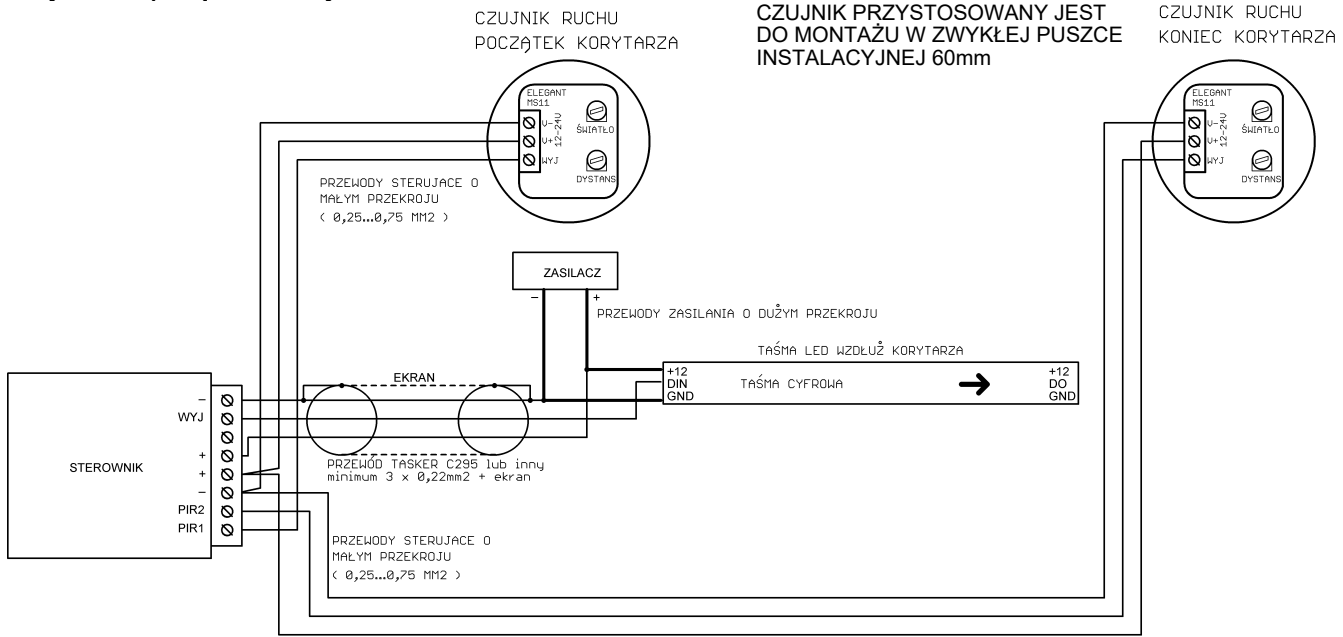 CZUJNIK RUCHU
POCZĄTEK KORYTARZA
CZUJNIK PRZYSTOSOWANY JEST
DO MONTAŻU W ZWYKŁEJ PUSZCE
INSTALACYJNEJ 60mm
CZUJNIK RUCHU
KONIEC KORYTARZA
ELEGANT
MS11
V-
V+
WYJ
12-24V
ŚWIATŁO
DYSTANS
ELEGANT
MS11
V-
V+
WYJ
12-24V
ŚWIATŁO
DYSTANS
PRZEWODY STERUJACE O
MAŁYM PRZEKROJU
( 0,25...0,75 MM2 )
ZASILACZ
– +
PRZEWODY ZASILANIA O DUŻYM PRZEKROJU
TAŚMA LED WZDŁUŻ KORYTARZA
+12
DIN
GND
TAŚMA CYFROWA
+12
DO
GND
EKRAN
PRZEWÓD TASKER C295 lub inny
minimum 3 x 0,22mm2 + ekran
STEROWNIK
–
WYJ
+
+
–
PIR2
PIR1
PRZEWODY STERUJACE O
MAŁYM PRZEKROJU
( 0,25...0,75 MM2 )